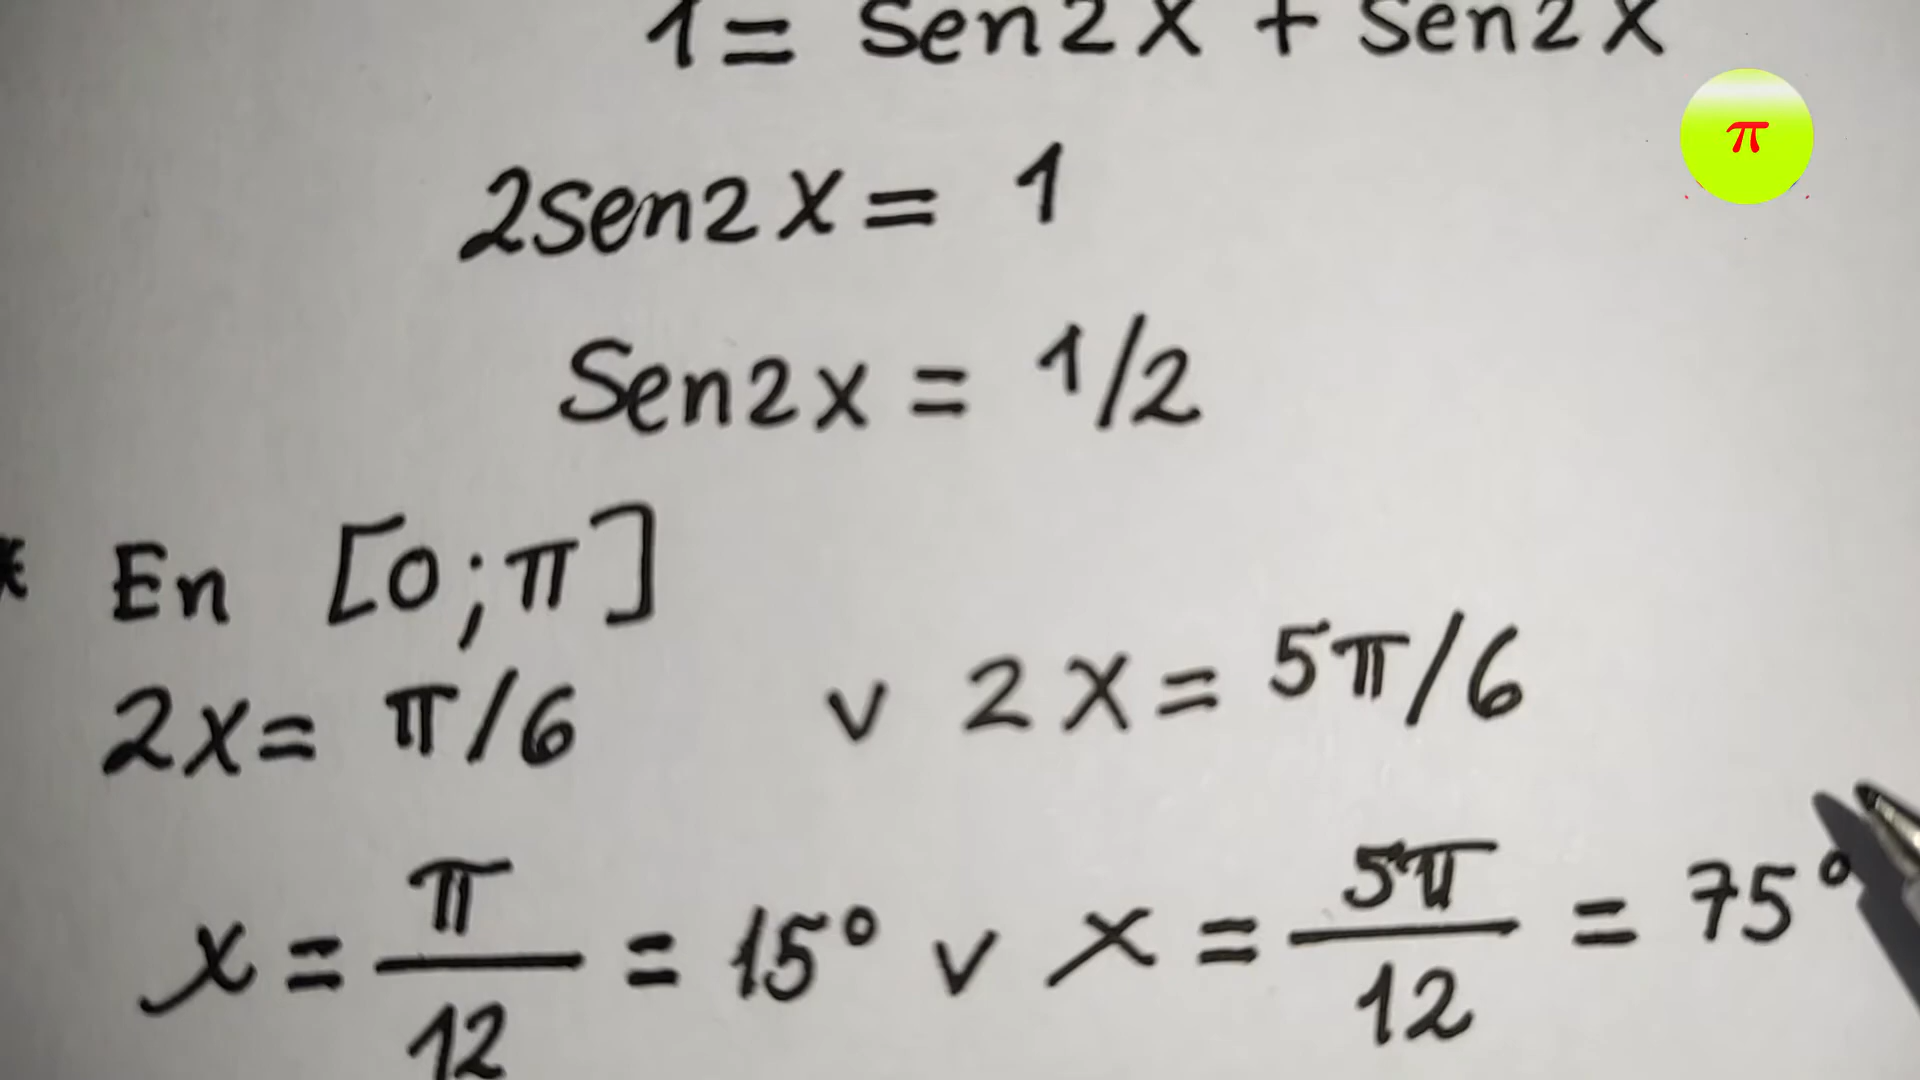 1 = Sen2X + Sen2X
π
2sen2X = 1
Sen2x = 1/2
* En [0;π]
2x = π/6 v 2X = 5π/6
x = π/12 = 15° v x = 5π/12 = 75°